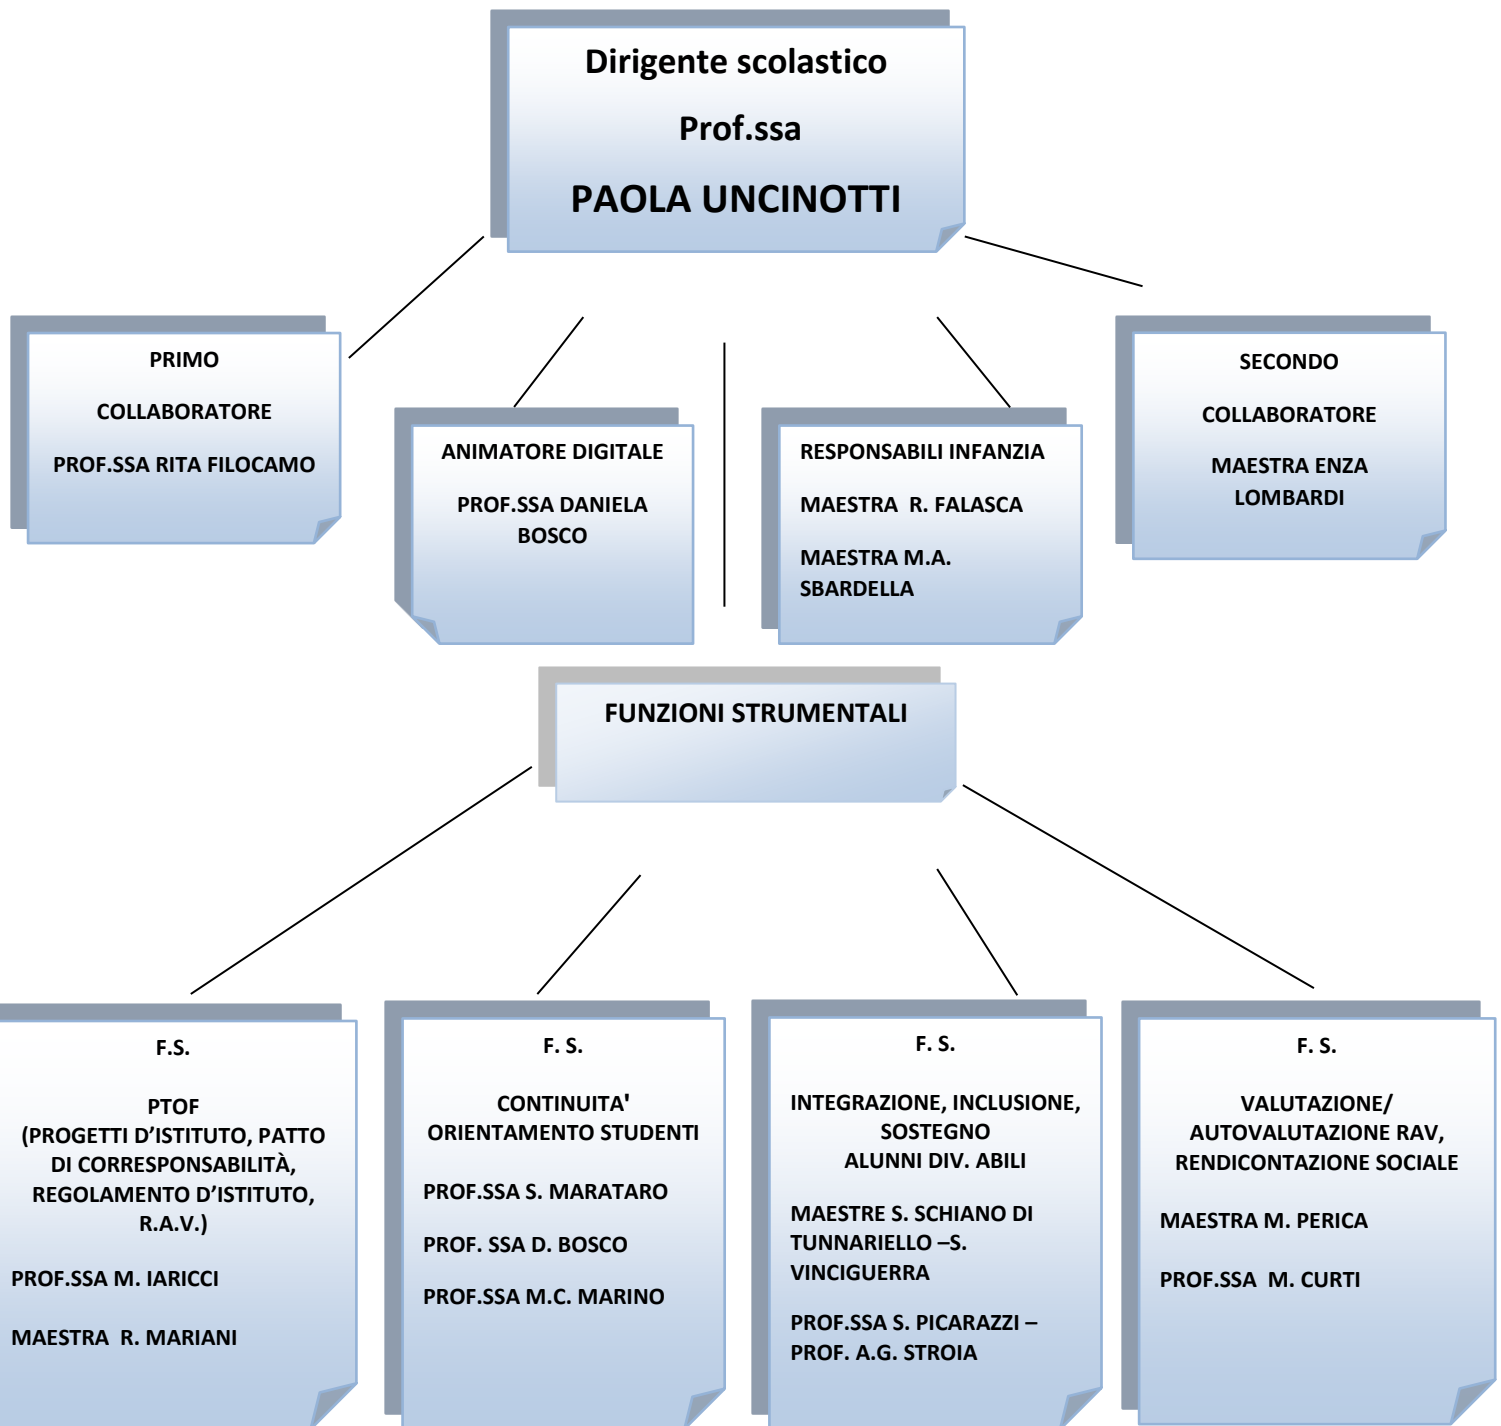 Dirigente scolastico
Prof.ssa
PAOLA UNCINOTTI
PRIMO
COLLABORATORE
PROF.SSA RITA FILOCAMO
ANIMATORE DIGITALE
PROF.SSA DANIELA
BOSCO
RESPONSABILI INFANZIA
MAESTRA  R. FALASCA
MAESTRA M.A.
SBARDELLA
SECONDO
COLLABORATORE
MAESTRA ENZA
LOMBARDI
FUNZIONI STRUMENTALI
F.S.
PTOF
(PROGETTI D’ISTITUTO, PATTO
DI CORRESPONSABILITÀ,
REGOLAMENTO D’ISTITUTO,
R.A.V.)
PROF.SSA M. IARICCI
MAESTRA  R. MARIANI
F. S.
CONTINUITA'
ORIENTAMENTO STUDENTI
PROF.SSA S. MARATARO
PROF. SSA D. BOSCO
PROF.SSA M.C. MARINO
F. S.
INTEGRAZIONE, INCLUSIONE,
SOSTEGNO
ALUNNI DIV. ABILI
MAESTRE S. SCHIANO DI
TUNNARIELLO –S.
VINCIGUERRA
PROF.SSA S. PICARAZZI –
PROF. A.G. STROIA
F. S.
VALUTAZIONE/
AUTOVALUTAZIONE RAV,
RENDICONTAZIONE SOCIALE
MAESTRA M. PERICA
PROF.SSA  M. CURTI